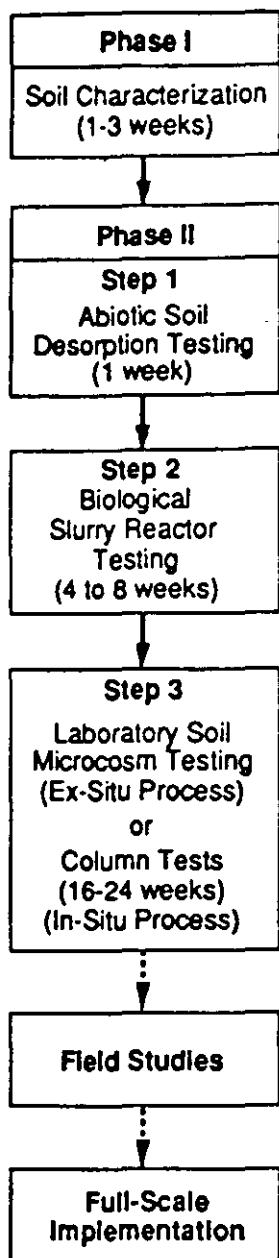 Phase I
Soil Characterization
(1-3 weeks)
Phase II
Step 1
Abiotic Soil
Desorption Testing
(1 week)
Step 2
Biological
Slurry Reactor
Testing
(4 to 8 weeks)
Step 3
Laboratory Soil
Microcosm Testing
(Ex-Situ Process)
or
Column Tests
(16-24 weeks)
(In-Situ Process)
Field Studies
Full-Scale
Implementation